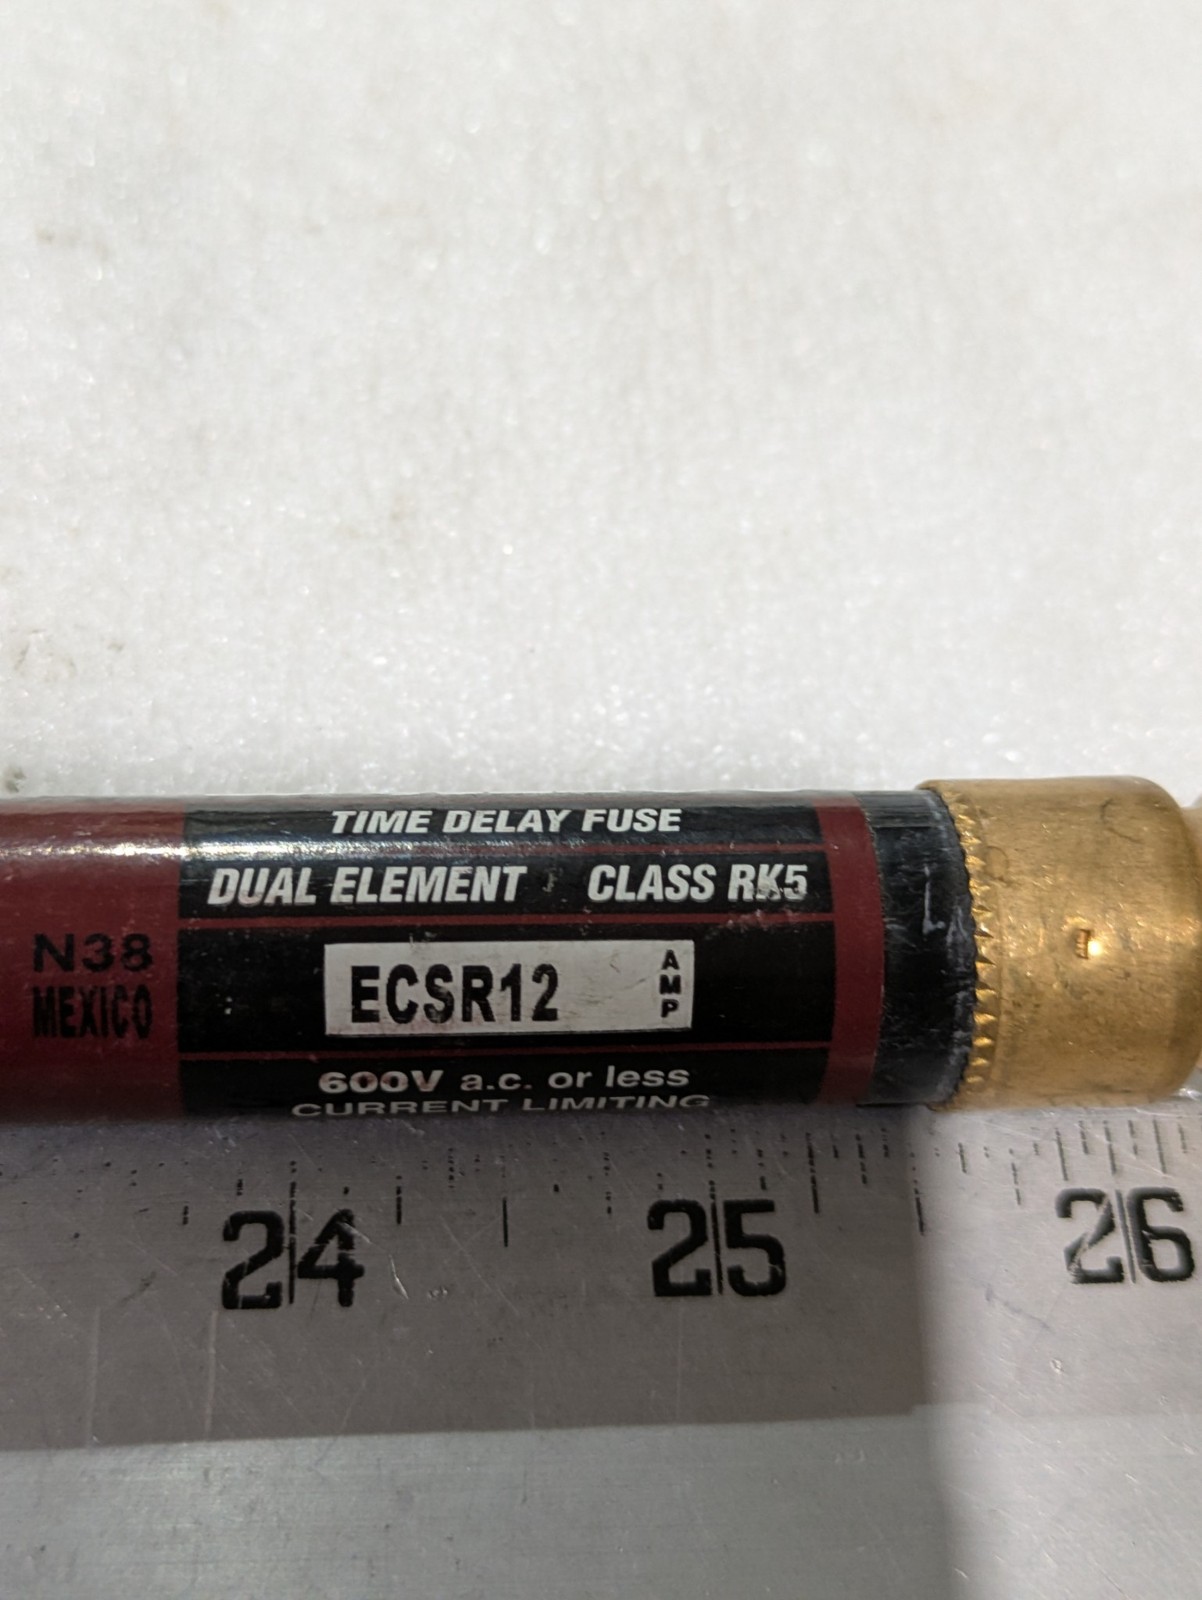 TIME DELAY FUSE
DUAL ELEMENT CLASS RK5
N38
MEXICO
ECSR12 AMP
600V a.c. or less
CURRENT LIMITING
24 25 26